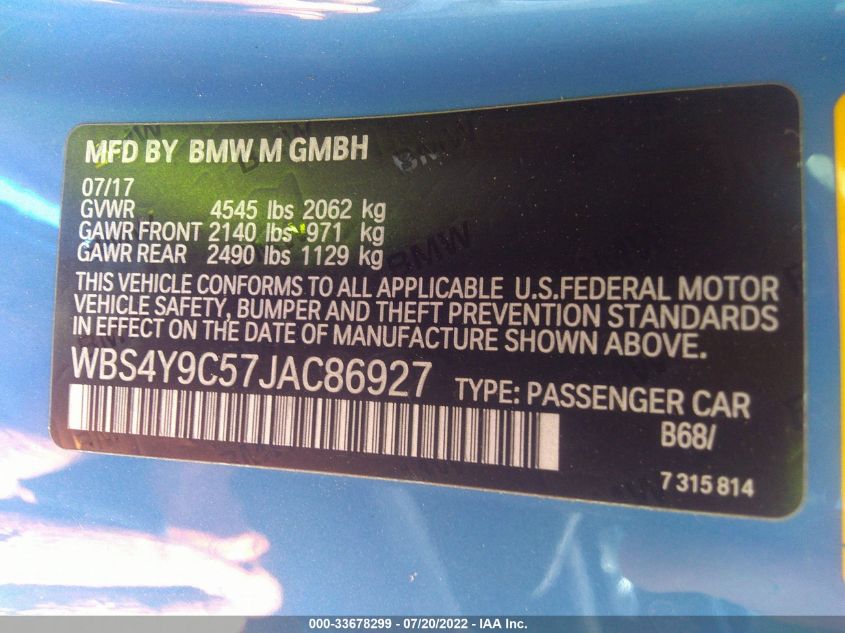 MFD BY BMW M GMBH
07/17
GVWR 4545 lbs 2062 kg
GAWR FRONT 2140 lbs 971 kg
GAWR REAR 2490 lbs 1129 kg
THIS VEHICLE CONFORMS TO ALL APPLICABLE U.S.FEDERAL MOTOR
VEHICLE SAFETY, BUMPER AND THEFT PREVENTION STANDARDS
IN EFFECT ON THE DATE OF MANUFACTURE SHOWN ABOVE.
WBS4Y9C57JAC86927 TYPE: PASSENGER CAR
B68/
7 315 814
000-33678299 - 07/20/2022 - IAA Inc.